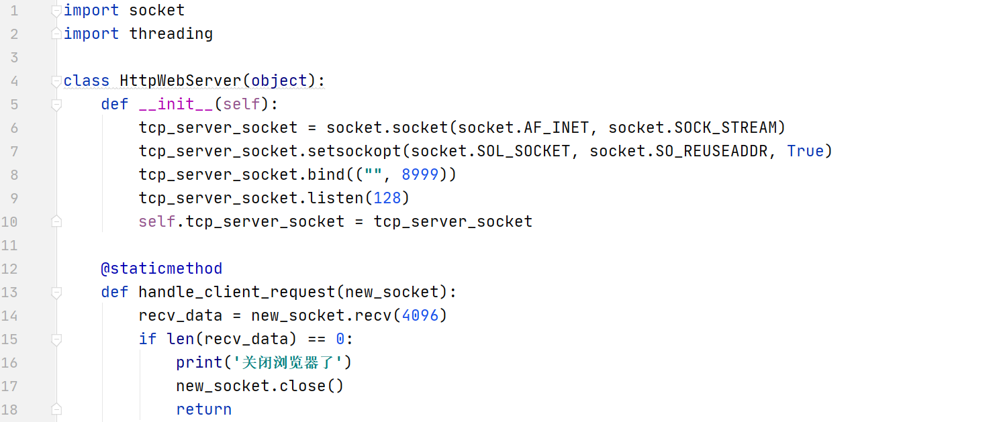 1 import socket
2 import threading
3
4 class HttpWebServer(object):
5     def __init__(self):
6         tcp_server_socket = socket.socket(socket.AF_INET, socket.SOCK_STREAM)
7         tcp_server_socket.setsockopt(socket.SOL_SOCKET, socket.SO_REUSEADDR, True)
8         tcp_server_socket.bind(("", 8999))
9         tcp_server_socket.listen(128)
10         self.tcp_server_socket = tcp_server_socket
11
12     @staticmethod
13     def handle_client_request(new_socket):
14         recv_data = new_socket.recv(4096)
15         if len(recv_data) == 0:
16             print('关闭浏览器了')
17             new_socket.close()
18             return